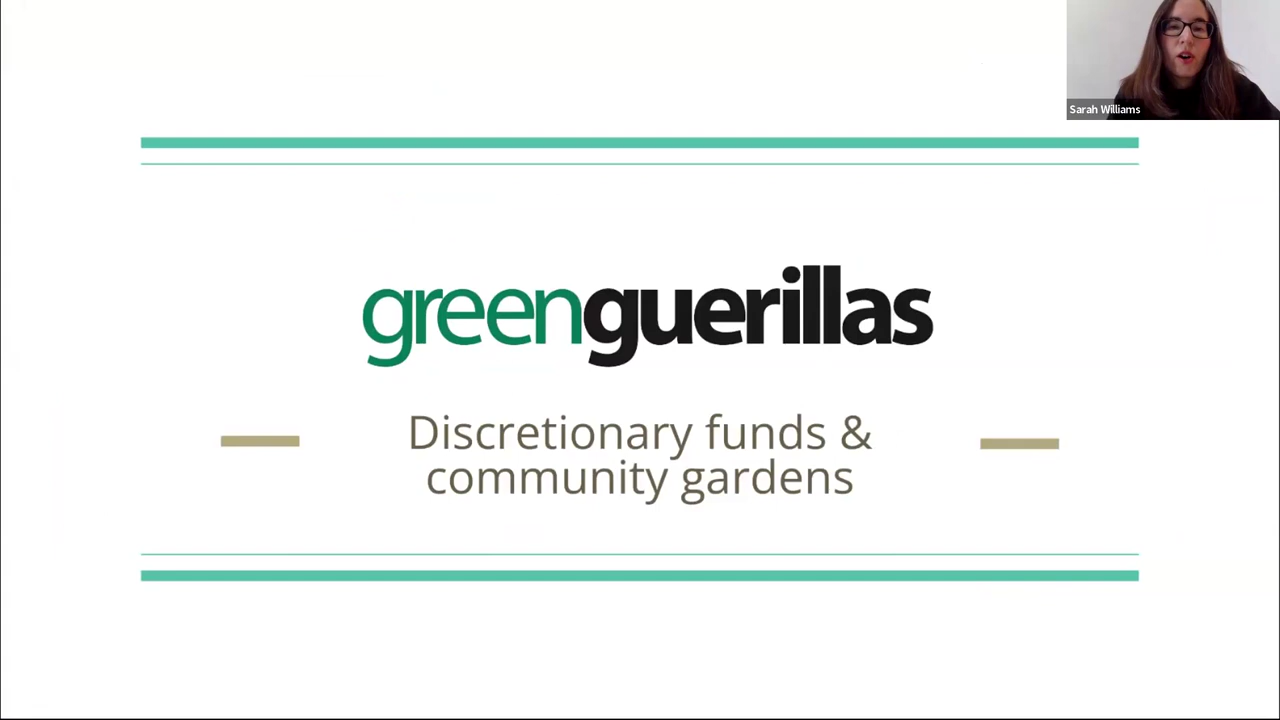 Sarah Williams
greenguerillas
Discretionary funds &
community gardens